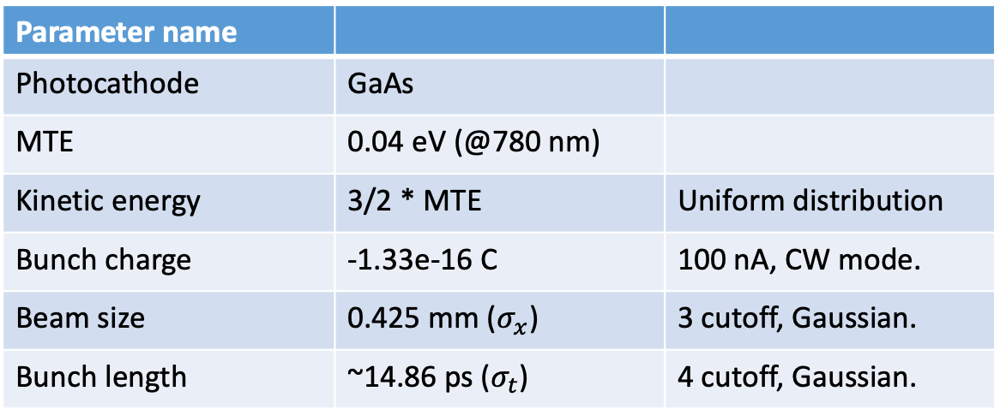 Parameter name
Photocathode GaAs
MTE 0.04 eV (@780 nm)
Kinetic energy 3/2 * MTE Uniform distribution
Bunch charge -1.33e-16 C 100 nA, CW mode.
Beam size 0.425 mm (σₓ) 3 cutoff, Gaussian.
Bunch length ~14.86 ps (σₜ) 4 cutoff, Gaussian.